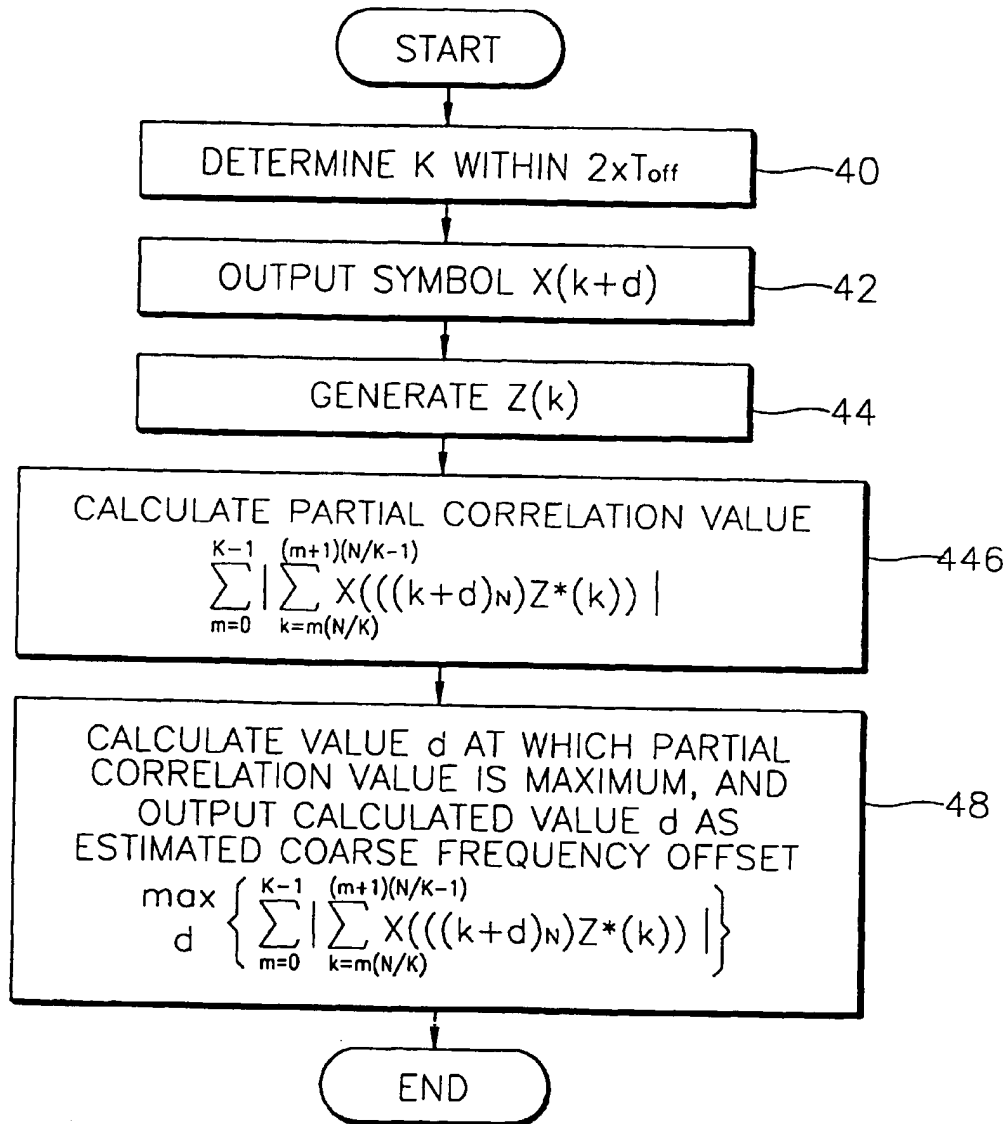 START
DETERMINE K WITHIN 2xToff
40
OUTPUT SYMBOL X(k+d)
42
GENERATE Z(k)
44
CALCULATE PARTIAL CORRELATION VALUE
K-1 (m+1)(N/K-1)
∑ | ∑ X(((k+d)N)Z*(k)) |
m=0 k=m(N/K)
446
CALCULATE VALUE d AT WHICH PARTIAL
CORRELATION VALUE IS MAXIMUM, AND
OUTPUT CALCULATED VALUE d AS
ESTIMATED COARSE FREQUENCY OFFSET
K-1 (m+1)(N/K-1)
max d { ∑ | ∑ X(((k+d)N)Z*(k)) | }
m=0 k=m(N/K)
48
END